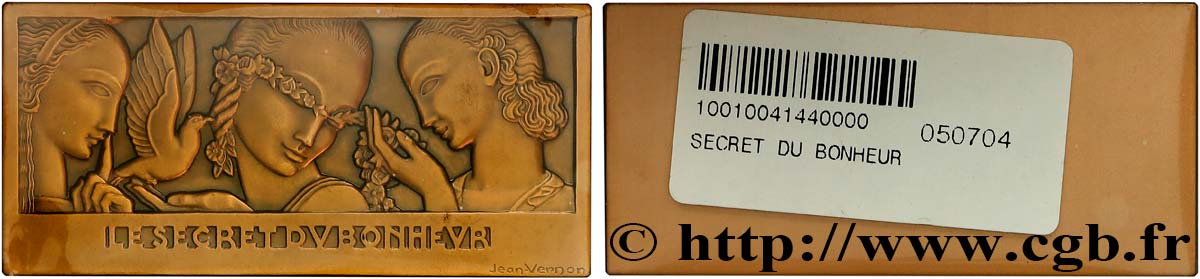 LE SECRET DV BONHEVR
Jean Vernon
10010041440000
050704
SECRET DU BONHEUR
© http://www.cgb.fr